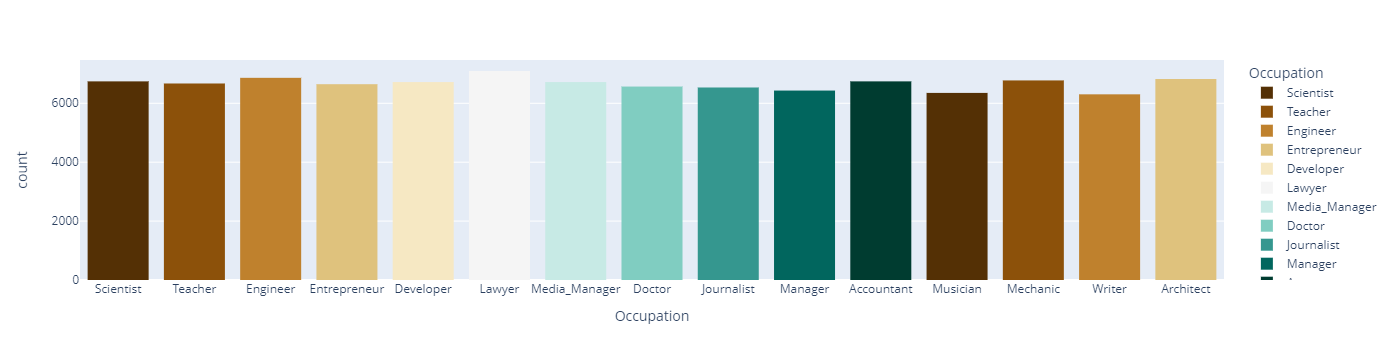 Occupation
Scientist
Teacher
Engineer
Entrepreneur
Developer
Lawyer
Media_Manager
Doctor
Journalist
Manager
6000
4000
2000
0
count
Scientist Teacher Engineer Entrepreneur Developer Lawyer Media_Manager Doctor Journalist Manager Accountant Musician Mechanic Writer Architect
Occupation